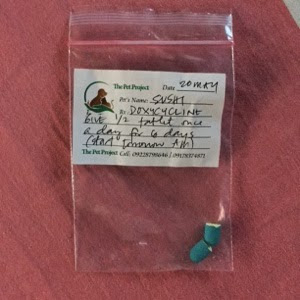 The Pet Project Date 20 MAY
Pet's Name: SUSHI
Rx: DOXYCYCLINE
GIVE 1/2 tablet once
a day for 6 days
(start tomorrow AM)
The Pet Project Call: